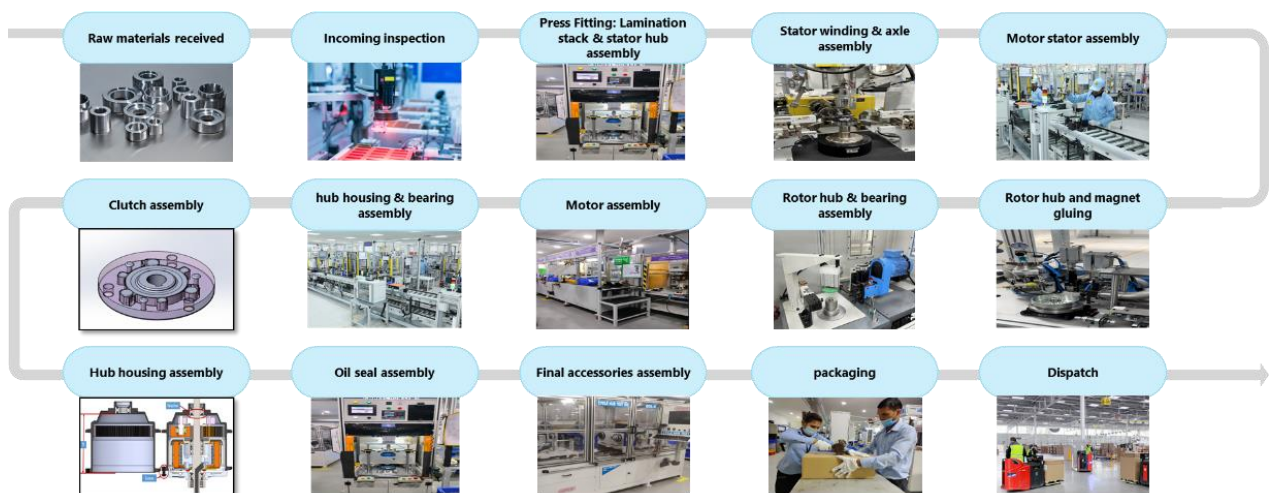 Raw materials received
Incoming inspection
Press Fitting: Lamination
stack & stator hub
assembly
Stator winding & axle
assembly
Motor stator assembly
Clutch assembly
hub housing & bearing
assembly
Motor assembly
Rotor hub & bearing
assembly
Rotor hub and magnet
gluing
Hub housing assembly
Oil seal assembly
Final accessories assembly
packaging
Dispatch